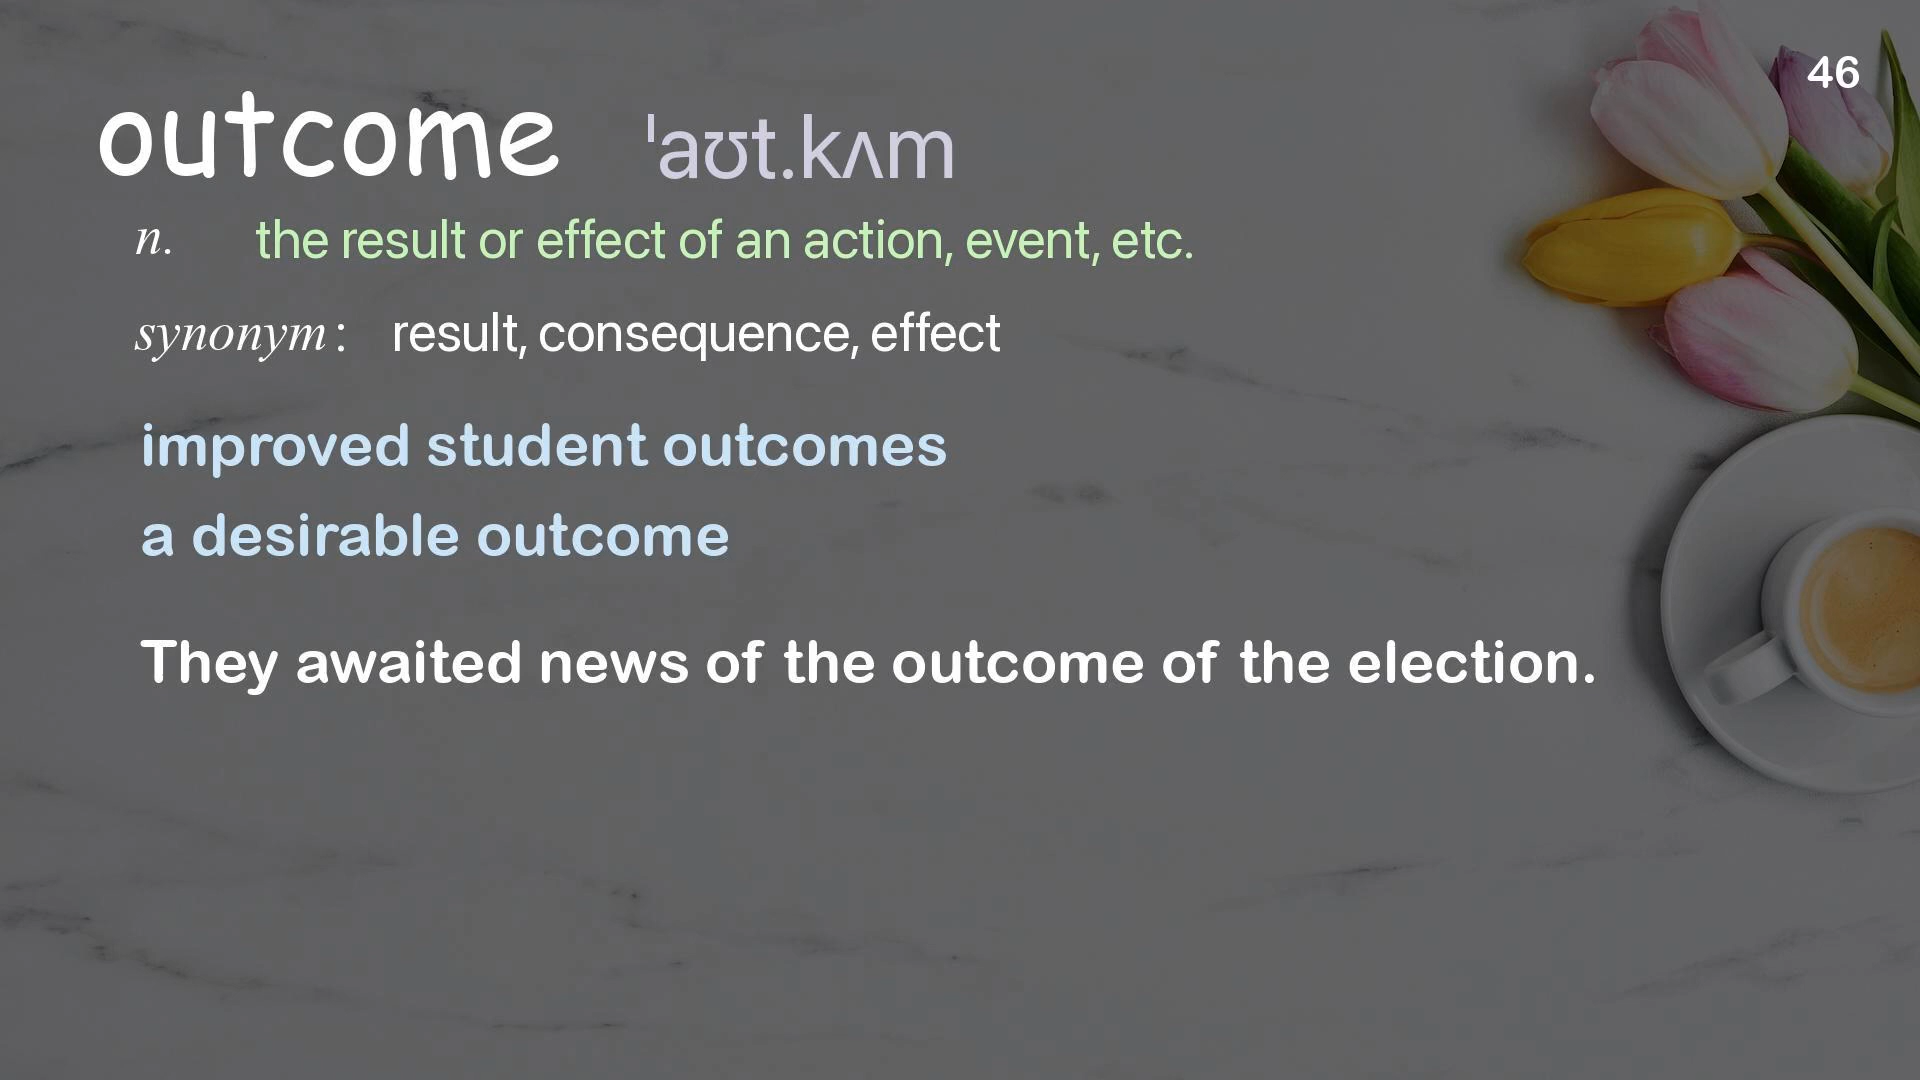 46
outcome ˈaʊt.kʌm
n. the result or effect of an action, event, etc.
synonym: result, consequence, effect
improved student outcomes
a desirable outcome
They awaited news of the outcome of the election.